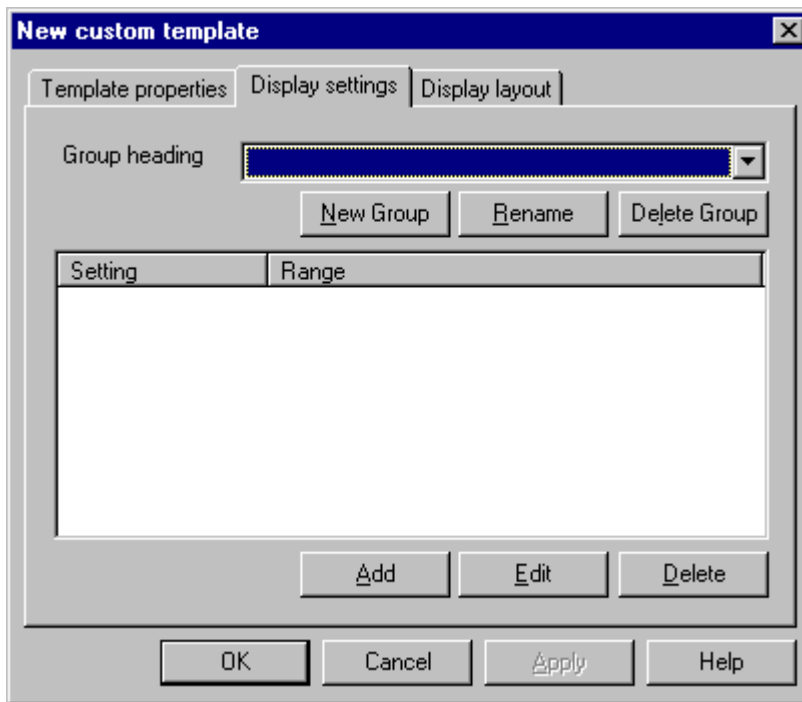 New custom template
Template properties Display settings Display layout
Group heading
New Group Rename Delete Group
Setting Range
Add Edit Delete
OK Cancel Apply Help